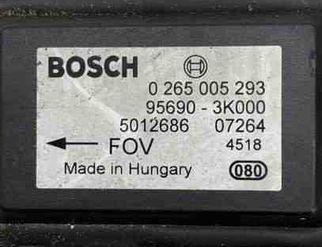 BOSCH
0 265 005 293
95690 - 3K000
5012686 07264
FOV 4518
Made in Hungary 080